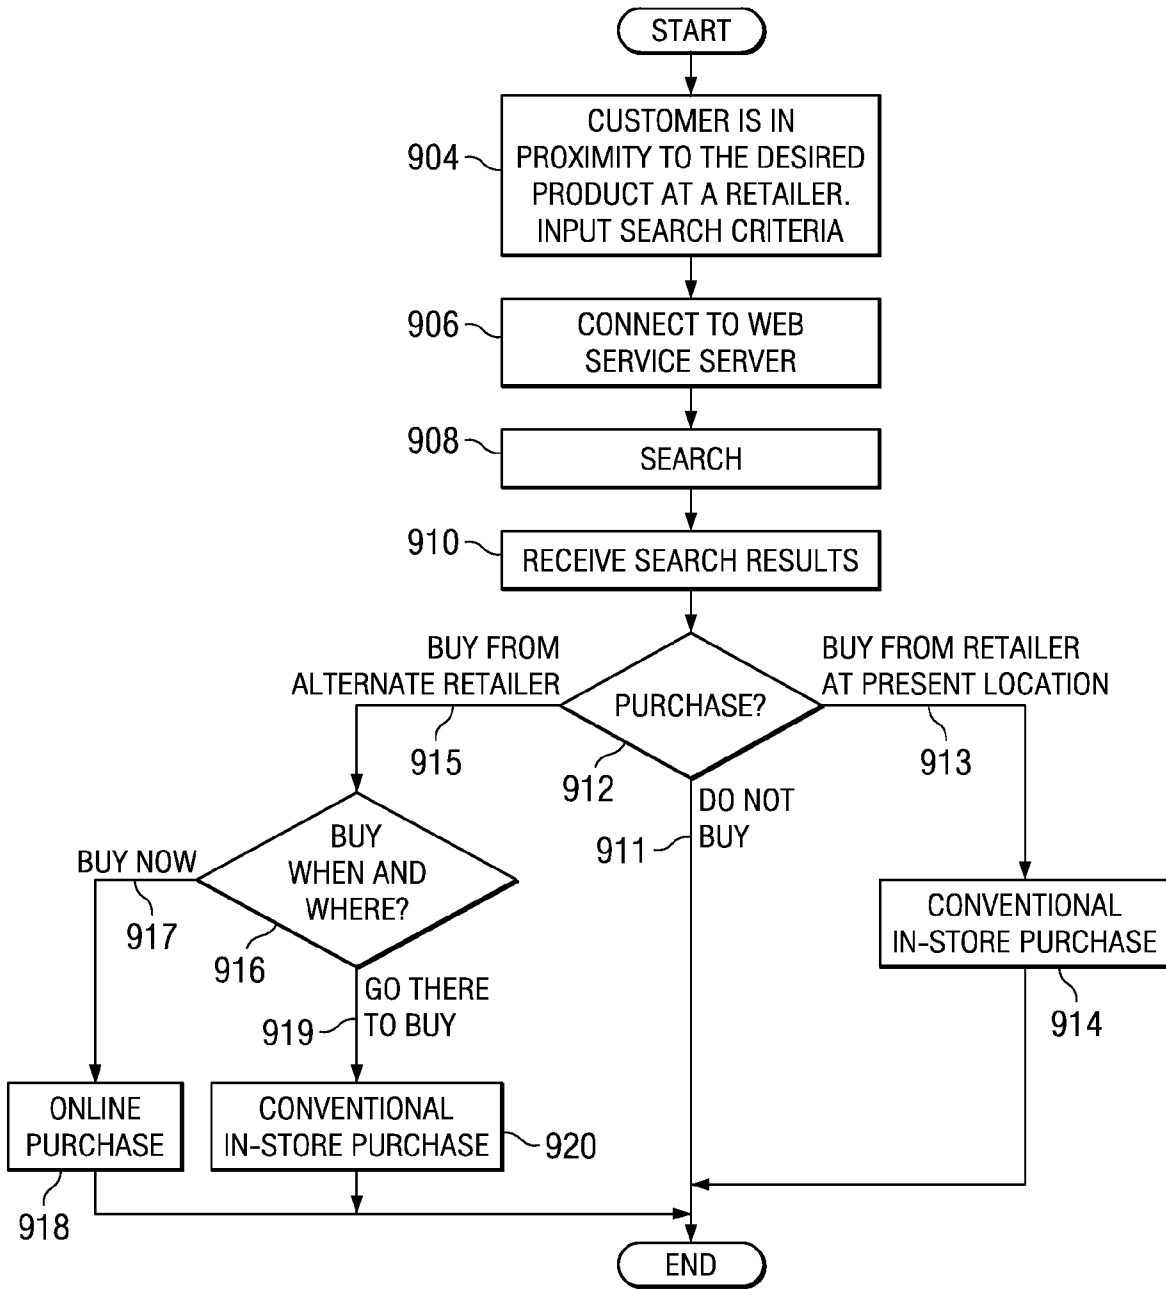 START
904
CUSTOMER IS IN
PROXIMITY TO THE DESIRED
PRODUCT AT A RETAILER.
INPUT SEARCH CRITERIA
906
CONNECT TO WEB
SERVICE SERVER
908
SEARCH
910
RECEIVE SEARCH RESULTS
BUY FROM
ALTERNATE RETAILER
915
PURCHASE?
912
BUY FROM RETAILER
AT PRESENT LOCATION
913
DO NOT
BUY
911
BUY
WHEN AND
WHERE?
916
BUY NOW
917
GO THERE
TO BUY
919
CONVENTIONAL
IN-STORE PURCHASE
914
ONLINE
PURCHASE
918
CONVENTIONAL
IN-STORE PURCHASE
920
END